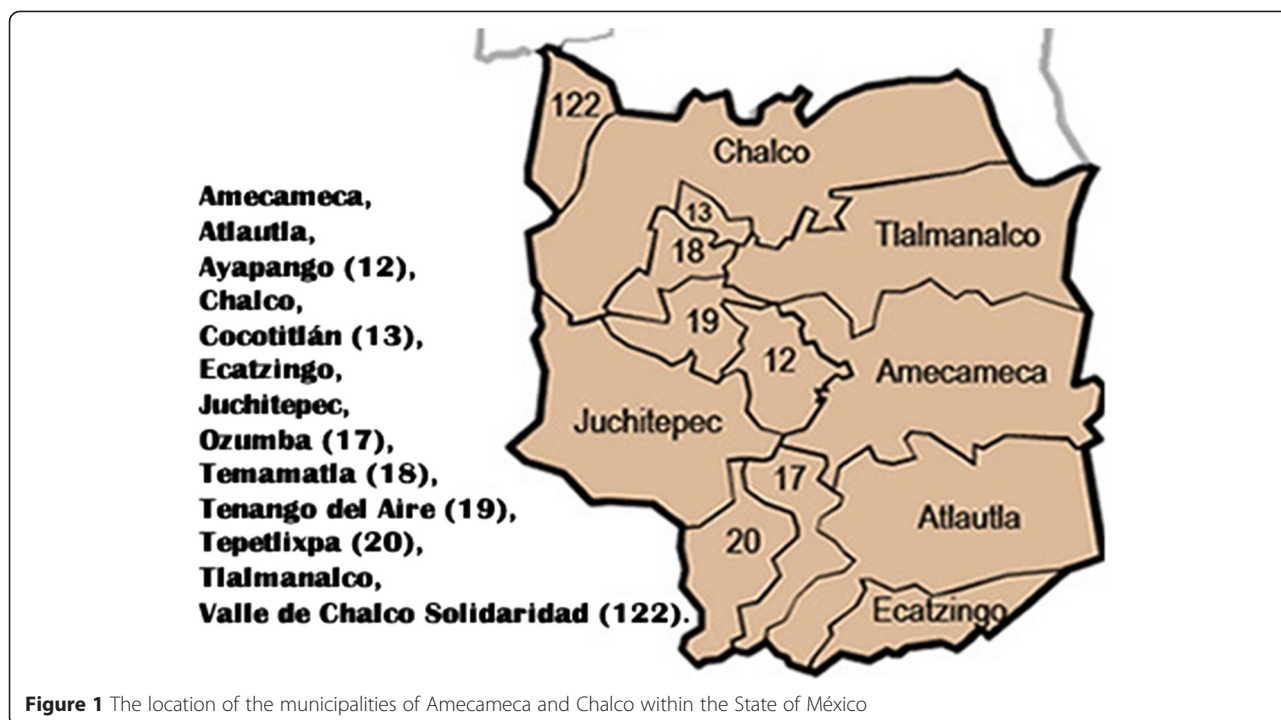 122
Chalco
Amecameca,
13
Atlautla,
Tlalmanalco
18
Ayapango (12),
Chalco,
19
Cocotitlán (13),
12
Ecatzingo,
Amecameca
Juchitepec,
Juchitepec
Ozumba (17),
17
Temamatla (18),
Tenango del Aire (19),
Atlautla
Tepetlixpa (20),
20
Tlalmanalco,
Valle de Chalco Solidaridad (122).
Ecatzingo
Figure 1 The location of the municipalities of Amecameca and Chalco within the State of México